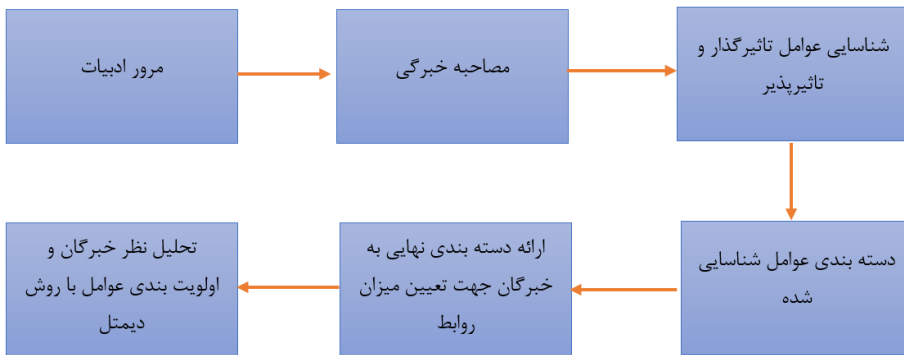 مرور ادبیات
مصاحبه خبرگی
شناسایی عوامل تاثیرگذار و
تاثیرپذیر
دسته بندی عوامل شناسایی
شده
ارائه دسته بندی نهایی به
خبرگان جهت تعیین میزان
روابط
تحلیل نظر خبرگان و
اولویت بندی عوامل با روش
دیمتل